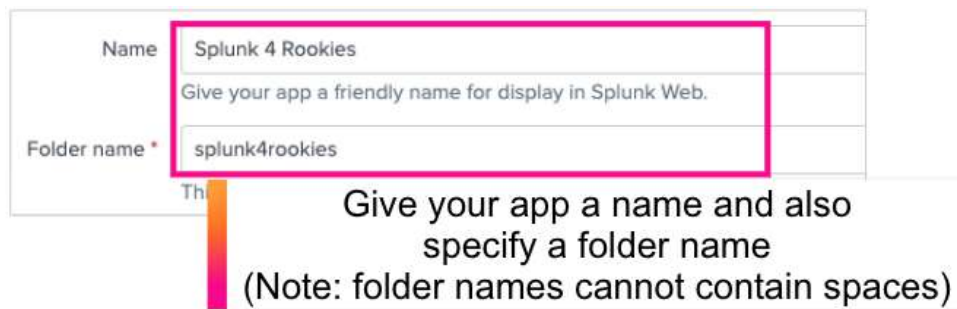 Name
Splunk 4 Rookies
Give your app a friendly name for display in Splunk Web.
Folder name *
splunk4rookies
Give your app a name and also
specify a folder name
(Note: folder names cannot contain spaces)